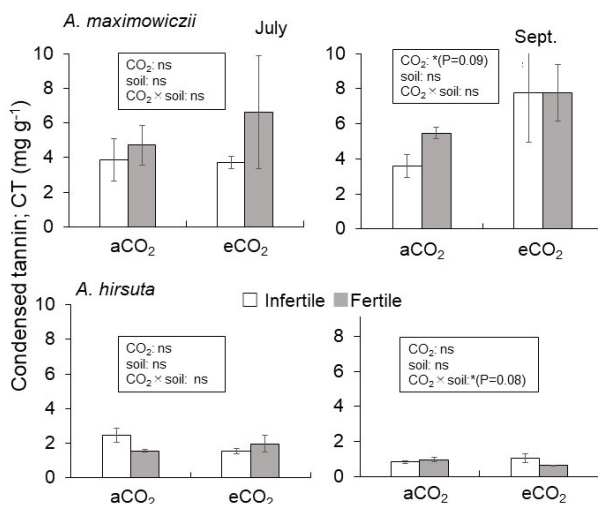 A. maximowiczii
July
Sept.
Condensed tannin; CT (mg g⁻¹)
10
8
6
4
2
0
CO₂: ns
soil: ns
CO₂ × soil: ns
aCO₂
eCO₂
10
8
6
4
2
0
CO₂: *(P=0.09)
soil: ns
CO₂ × soil: ns
aCO₂
eCO₂
A. hirsuta
Infertile
Fertile
10
8
6
4
2
0
CO₂: ns
soil: ns
CO₂ × soil: ns
aCO₂
eCO₂
8
6
4
2
0
CO₂: ns
soil: ns
CO₂ × soil:*(P=0.08)
aCO₂
eCO₂